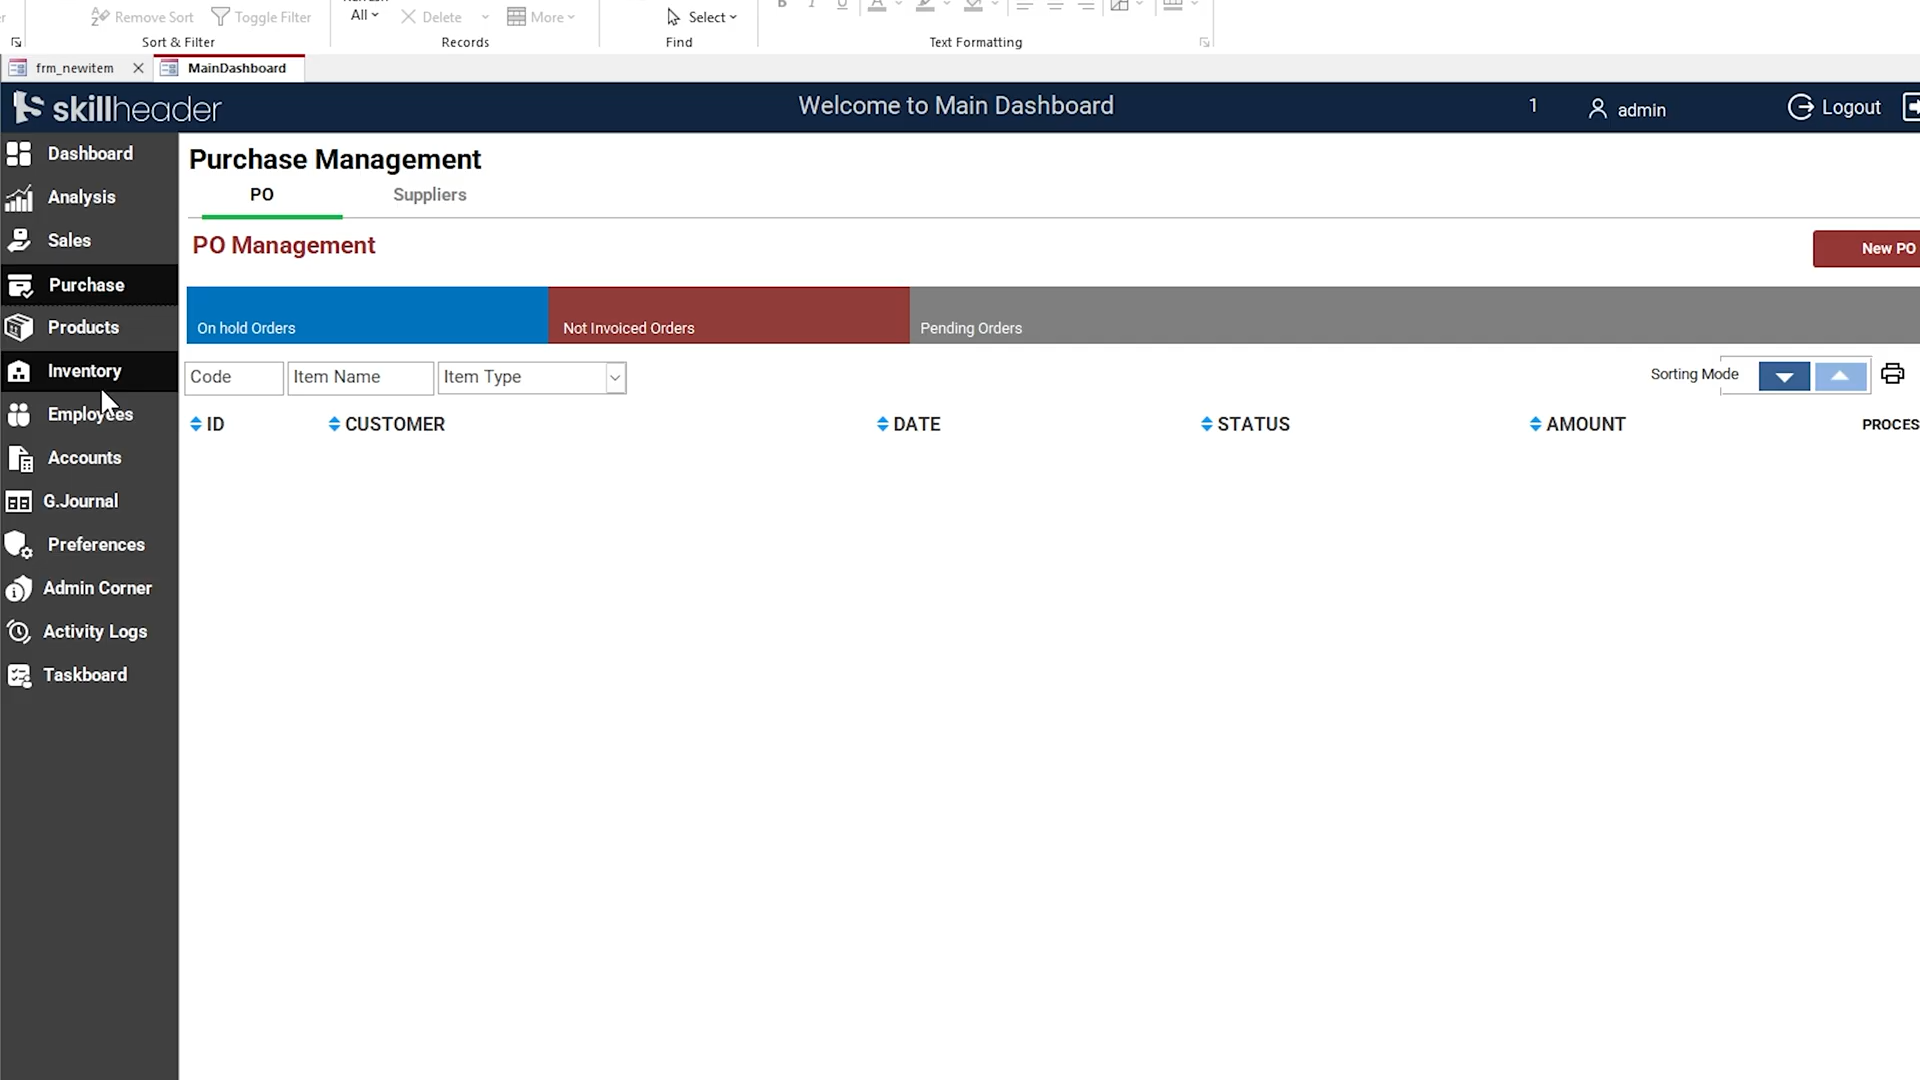 Remove Sort
Toggle Filter
All
Delete
More
Select
Sort & Filter
Records
Find
Text Formatting
frm_newitem
MainDashboard
skillheader
Welcome to Main Dashboard
1
admin
Logout
Dashboard
Analysis
Sales
Purchase
Products
Inventory
Employees
Accounts
G.Journal
Preferences
Admin Corner
Activity Logs
Taskboard
Purchase Management
PO
Suppliers
PO Management
New PO
On hold Orders
Not Invoiced Orders
Pending Orders
Code
Item Name
Item Type
Sorting Mode
ID
CUSTOMER
DATE
STATUS
AMOUNT
PROCES